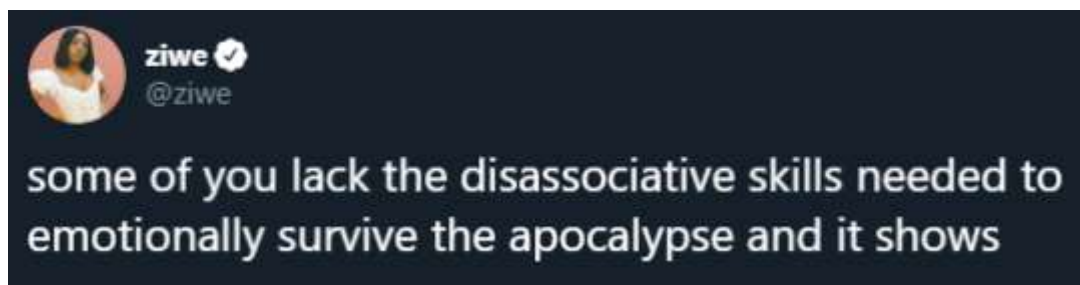 ziwe
@ziwe
some of you lack the disassociative skills needed to
emotionally survive the apocalypse and it shows